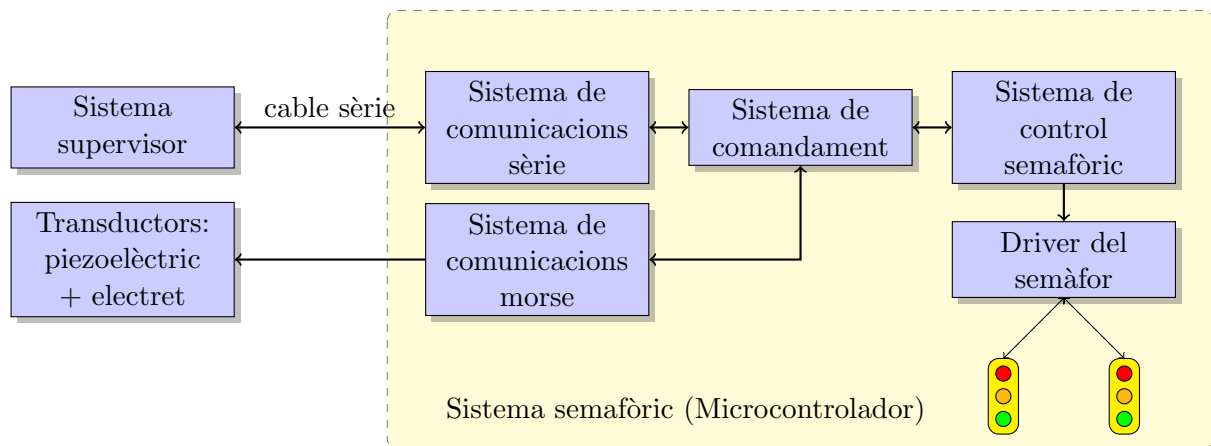 Sistema
supervisor
cable sèrie
Sistema de
comunicacions
sèrie
Sistema de
comandament
Sistema de
control
semafòric
Transductors:
piezoelèctric
+ electret
Sistema de
comunicacions
morse
Driver del
semàfor
Sistema semafòric (Microcontrolador)